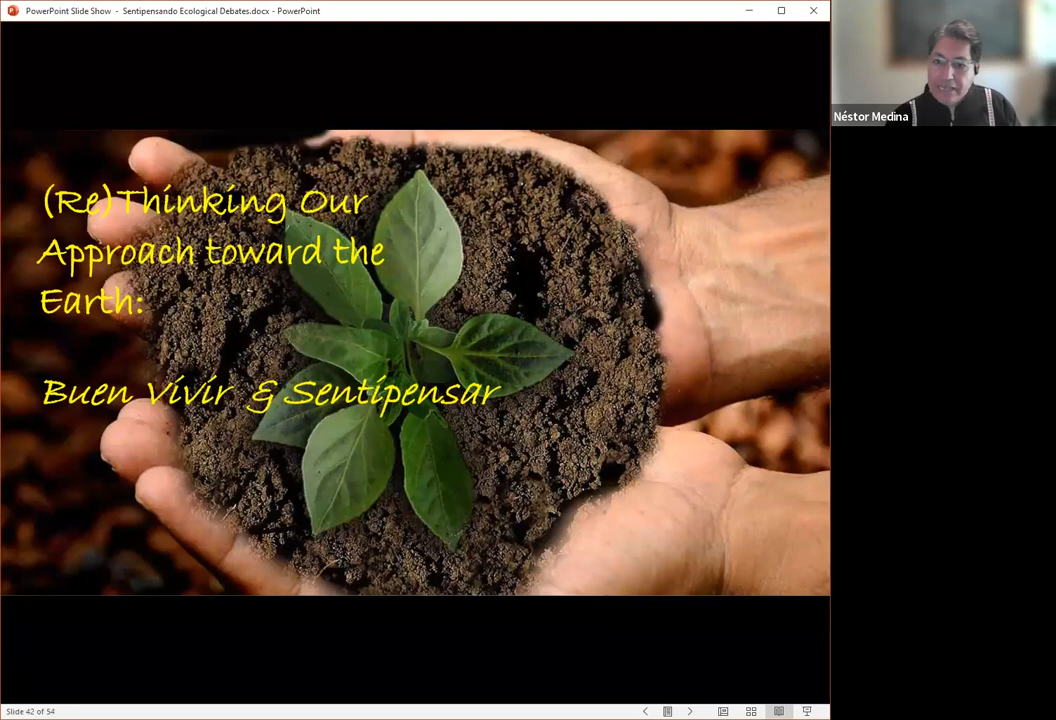 PowerPoint Slide Show  -  Sentipensando Ecological Debates.docx - PowerPoint
Néstor Medina
(Re)Thinking Our
Approach toward the
Earth:
Buen Vivir & Sentipensar
Slide 42 of 54